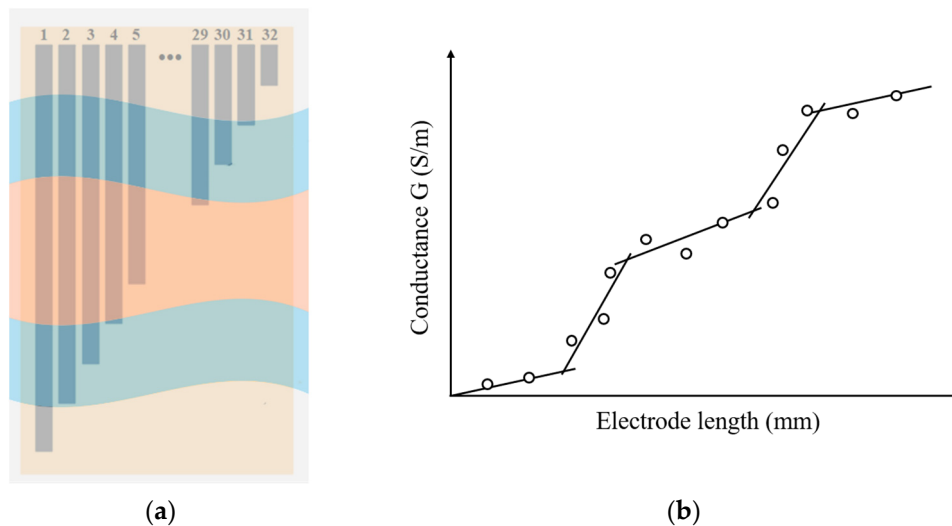 1 2 3 4 5 ••• 29 30 31 32
Conductance G (S/m)
Electrode length (mm)
(a)
(b)